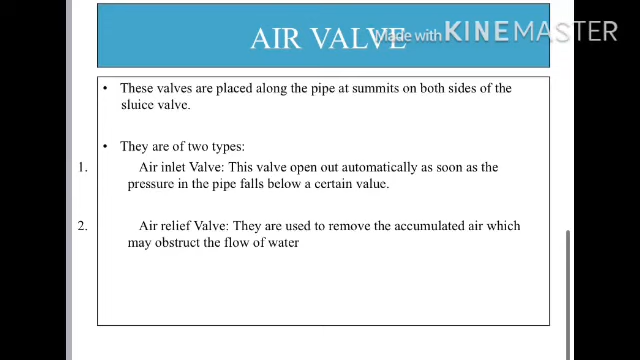 AIR VALVE
Made with KINEMASTER
• These valves are placed along the pipe at summits on both sides of the
sluice valve.
• They are of two types:
1. Air inlet Valve: This valve open out automatically as soon as the
pressure in the pipe falls below a certain value.
2. Air relief Valve: They are used to remove the accumulated air which
may obstruct the flow of water